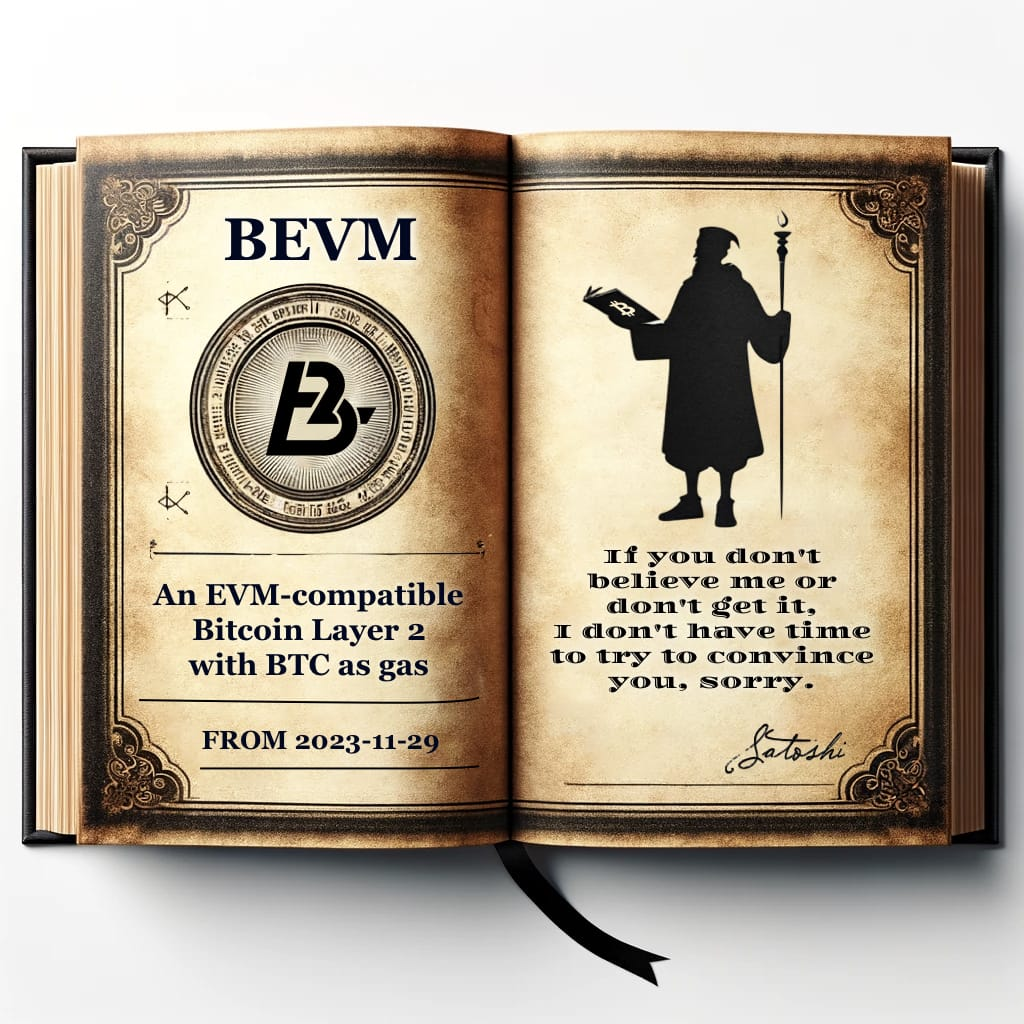 BEVM
An EVM-compatible
Bitcoin Layer 2
with BTC as gas
FROM 2023-11-29
If you don't
believe me or
don't get it,
I don't have time
to try to convince
you, sorry.
Satoshi